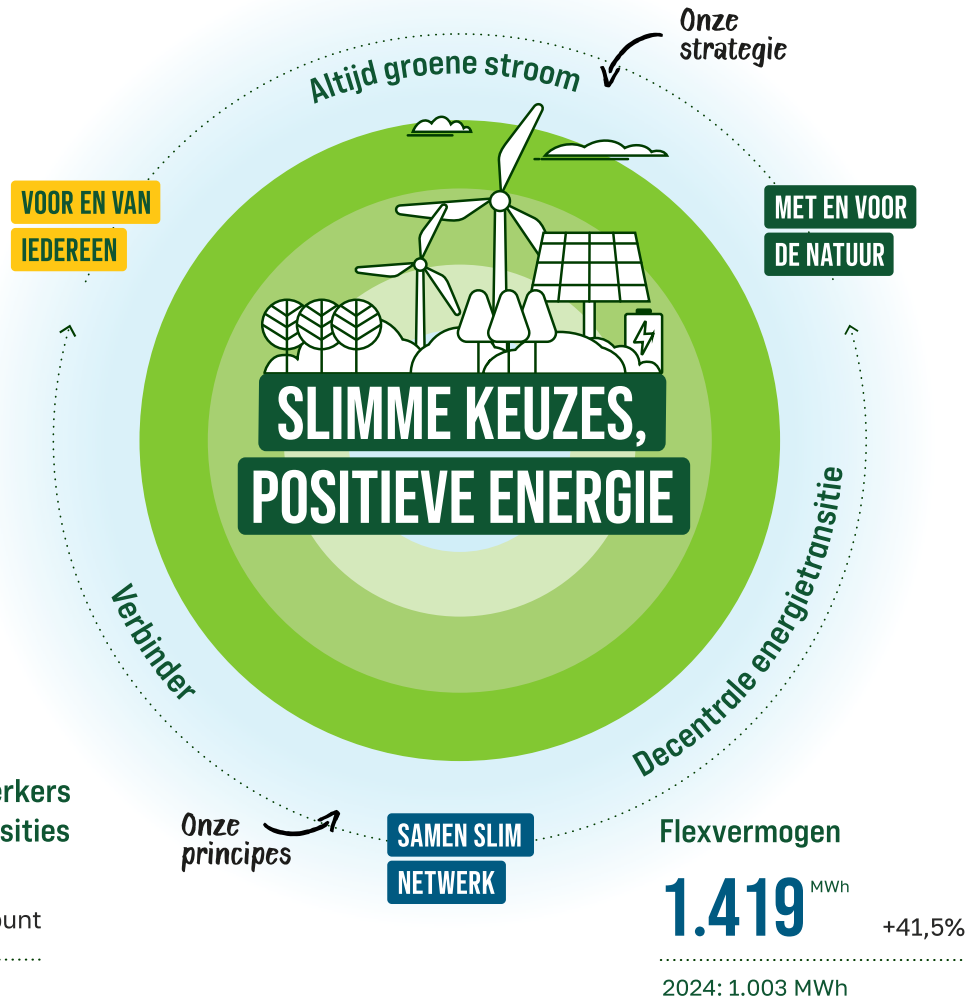 Onze
strategie
Altijd groene stroom
VOOR EN VAN
IEDEREEN
MET EN VOOR
DE NATUUR
SLIMME KEUZES,
POSITIEVE ENERGIE
Verbinder
Decentrale energietransitie
Onze
principes
SAMEN SLIM
NETWERK
Flexvermogen
1.419 MWh
+41,5%
2024: 1.003 MWh